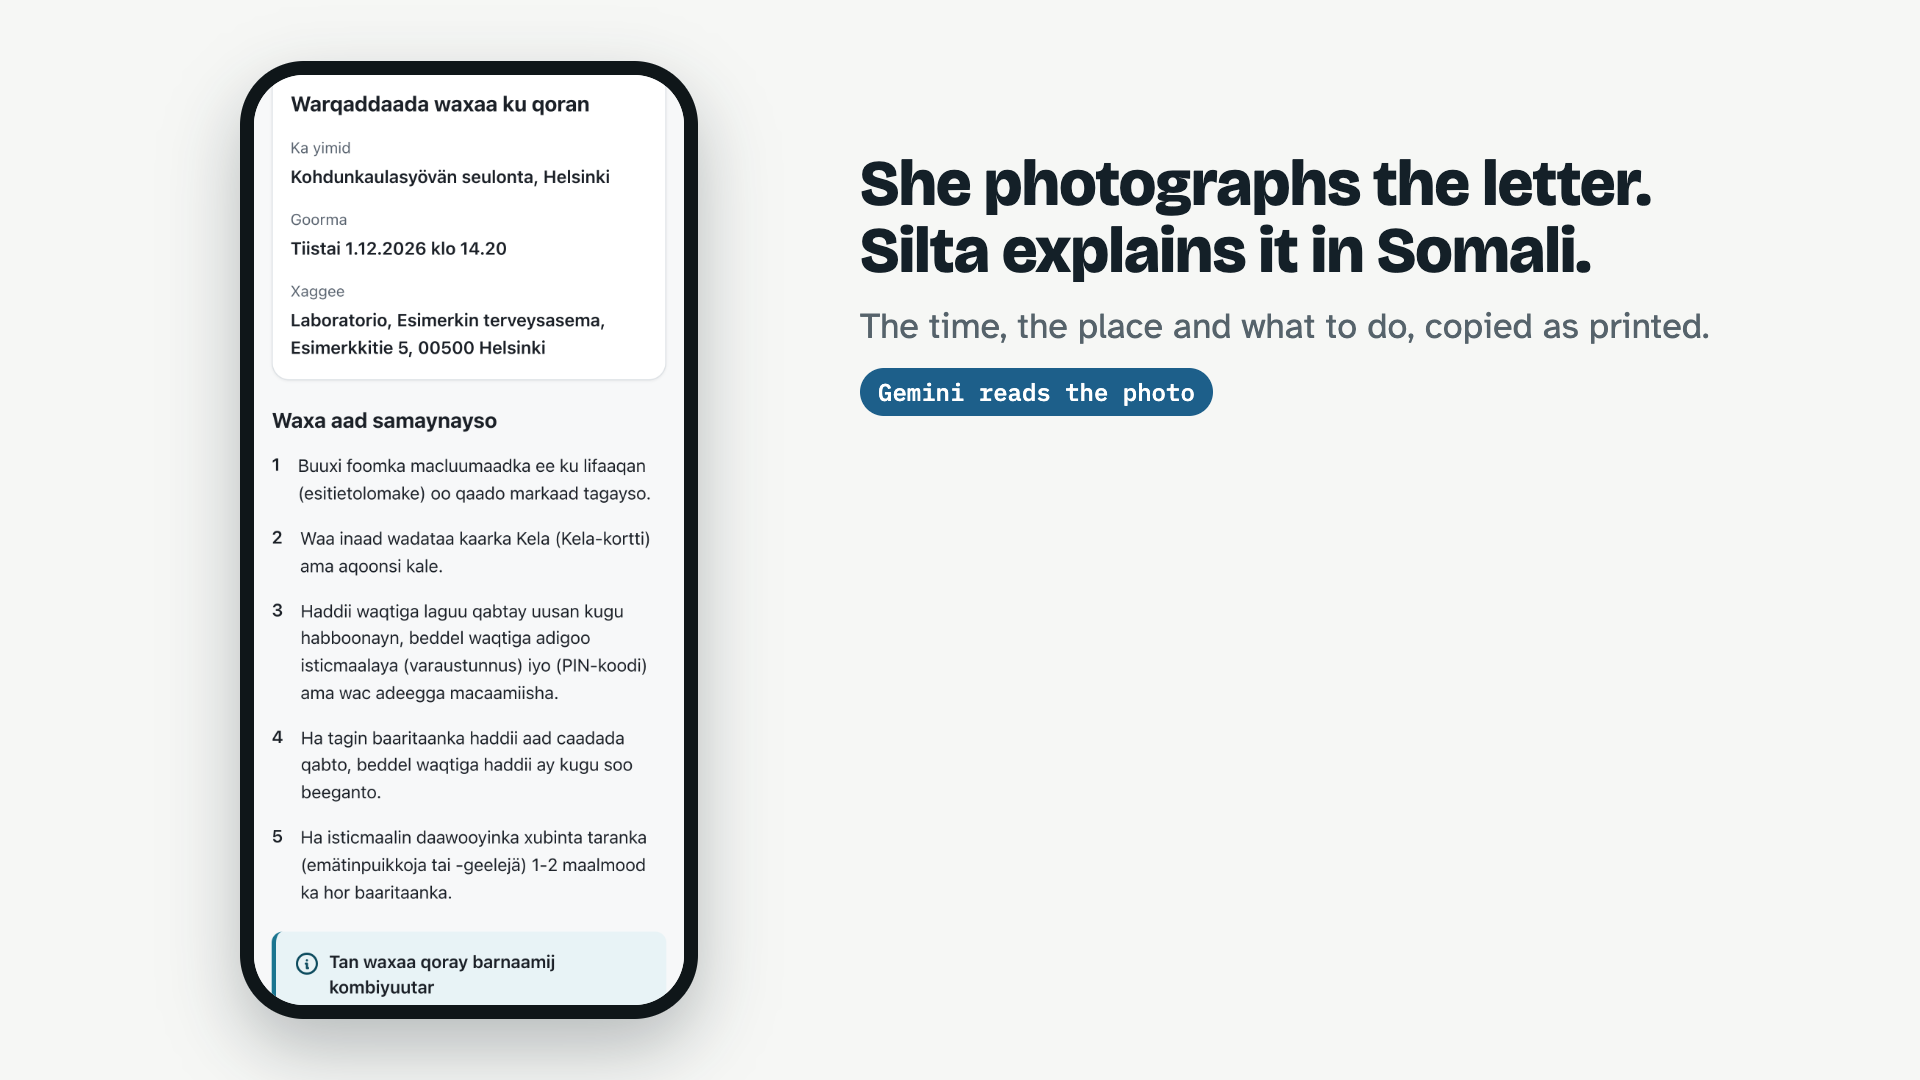 Warqaddaada waxaa ku qoran
Ka yimid
Kohdunkaulasyövän seulonta, Helsinki
Goorma
Tiistai 1.12.2026 klo 14.20
Xaggee
Laboratorio, Esimerkin terveysasema,
Esimerkkitie 5, 00500 Helsinki
Waxa aad samaynayso
1 Buuxi foomka macluumaadka ee ku lifaaqan
(esitietolomake) oo qaado markaad tagayso.
2 Waa inaad wadataa kaarka Kela (Kela-kortti)
ama aqoonsi kale.
3 Haddii waqtiga laguu qabtay uusan kugu
habboonayn, beddel waqtiga adigoo
isticmaalaya (varaustunnus) iyo (PIN-koodi)
ama wac adeegga macaamiisha.
4 Ha tagin baaritaanka haddii aad caadada
qabto, beddel waqtiga haddii ay kugu soo
beeganto.
5 Ha isticmaalin daawooyinka xubinta taranka
(emätinpuikkoja tai -geelejä) 1-2 maalmood
ka hor baaritaanka.
Tan waxaa qoray barnaamij
kombiyuutar
She photographs the letter.
Silta explains it in Somali.
The time, the place and what to do, copied as printed.
Gemini reads the photo